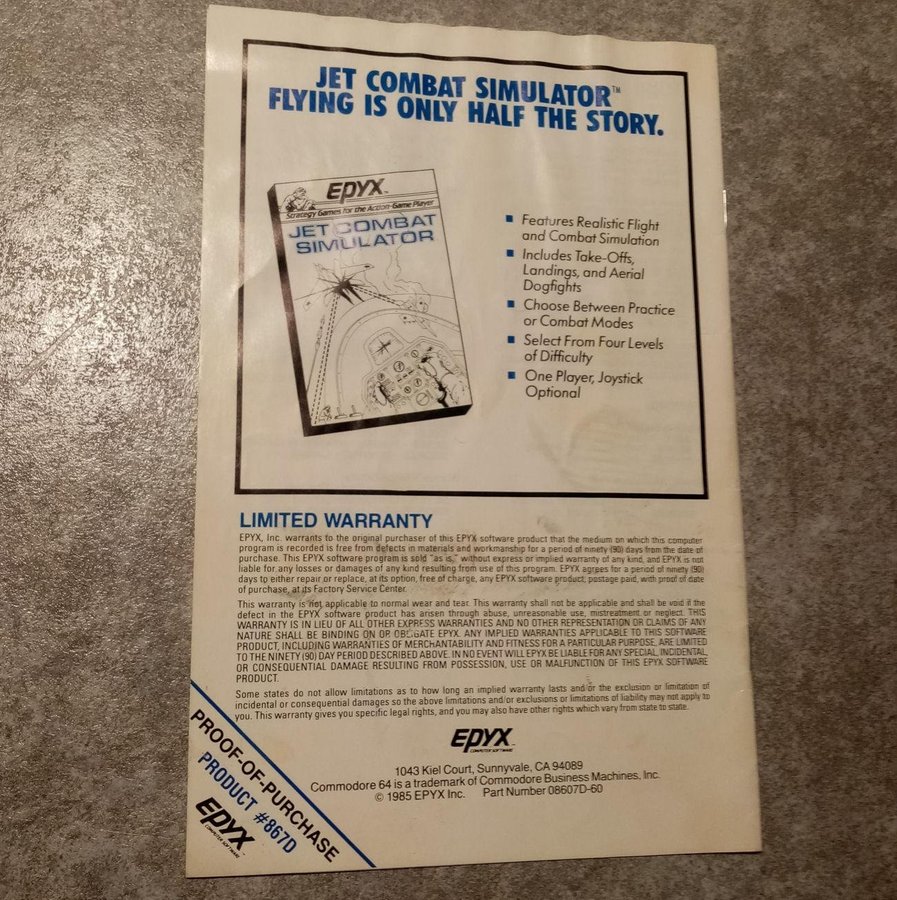 JET COMBAT SIMULATOR™
FLYING IS ONLY HALF THE STORY.
EPYX™
Strategy Games for the Action-Game Player
JET COMBAT
SIMULATOR
■ Features Realistic Flight
and Combat Simulation
■ Includes Take-Offs,
Landings, and Aerial
Dogfights
■ Choose Between Practice
or Combat Modes
■ Select From Four Levels
of Difficulty
■ One Player, Joystick
Optional
LIMITED WARRANTY
EPYX, Inc. warrants to the original purchaser of this EPYX software product that the medium on which this computer
program is recorded is free from defects in materials and workmanship for a period of ninety (90) days from the date of
purchase. This EPYX software program is sold "as is," without express or implied warranty of any kind, and EPYX is not
liable for any losses or damages of any kind resulting from use of this program. EPYX agrees for a period of ninety (90)
days to either repair or replace, at its option, free of charge, any EPYX software product, postage paid, with proof of date
of purchase, at its Factory Service Center.
This warranty is not applicable to normal wear and tear. This warranty shall not be applicable and shall be void if the
defect in the EPYX software product has arisen through abuse, unreasonable use, mistreatment or neglect. THIS
WARRANTY IS IN LIEU OF ALL OTHER EXPRESS WARRANTIES AND NO OTHER REPRESENTATION OR CLAIMS OF ANY
NATURE SHALL BE BINDING ON OR OBLIGATE EPYX. ANY IMPLIED WARRANTIES APPLICABLE TO THIS SOFTWARE
PRODUCT, INCLUDING WARRANTIES OF MERCHANTABILITY AND FITNESS FOR A PARTICULAR PURPOSE, ARE LIMITED
TO THE NINETY (90) DAY PERIOD DESCRIBED ABOVE. IN NO EVENT WILL EPYX BE LIABLE FOR ANY SPECIAL, INCIDENTAL,
OR CONSEQUENTIAL DAMAGE RESULTING FROM POSSESSION, USE OR MALFUNCTION OF THIS EPYX SOFTWARE
PRODUCT.
Some states do not allow limitations as to how long an implied warranty lasts and/or the exclusion or limitation of
incidental or consequential damages so the above limitations and/or exclusions or limitations of liability may not apply to
you. This warranty gives you specific legal rights, and you may also have other rights which vary from state to state.
EPYX
COMPUTER SOFTWARE
1043 Kiel Court, Sunnyvale, CA 94089
Commodore 64 is a trademark of Commodore Business Machines, Inc.
© 1985 EPYX Inc. Part Number 08607D-60
PROOF-OF-PURCHASE
PRODUCT #867D
EPYX
COMPUTER SOFTWARE